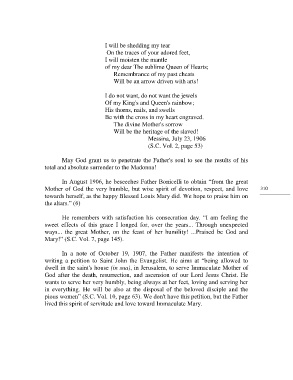 I will be shedding my tear
On the traces of your adored feet,
I will moisten the mantle
of my dear The sublime Queen of Hearts;
Remembrance of my past cheats
Will be an arrow driven with arts!
I do not want, do not want the jewels
Of my King's and Queen's rainbow;
His thorns, nails, and swells
Be with the cross in my heart engraved.
The divine Mother's sorrow
Will be the heritage of the slaved!
Messina, July 23, 1906
(S.C. Vol. 2, page 53)
May God grant us to penetrate the Father's soul to see the results of his
total and absolute surrender to the Madonna!
In August 1906, he beseeches Father Bonicelli to obtain "from the great
Mother of God the very humble, but wise spirit of devotion, respect, and love
towards herself, as the happy Blessed Louis Mary did. We hope to praise him on
the altars." (6)
He remembers with satisfaction his consecration day. "I am feeling the
sweet effects of this grace I longed for, over the years... Through unexpected
ways... the great Mother, on the feast of her humility! ...Praised be God and
Mary!" (S.C. Vol. 7, page 145).
In a note of October 19, 1907, the Father manifests the intention of
writing a petition to Saint John the Evangelist. He aims at "being allowed to
dwell in the saint's house (in area), in Jerusalem, to serve Immaculate Mother of
God after the death, resurrection, and ascension of our Lord Jesus Christ. He
wants to serve her very humbly, being always at her feet, loving and serving her
in everything. He will be also at the disposal of the beloved disciple and the
pious women" (S.C. Vol. 10, page 63). We don't have this petition, but the Father
lived this spirit of servitude and love toward Immaculate Mary.